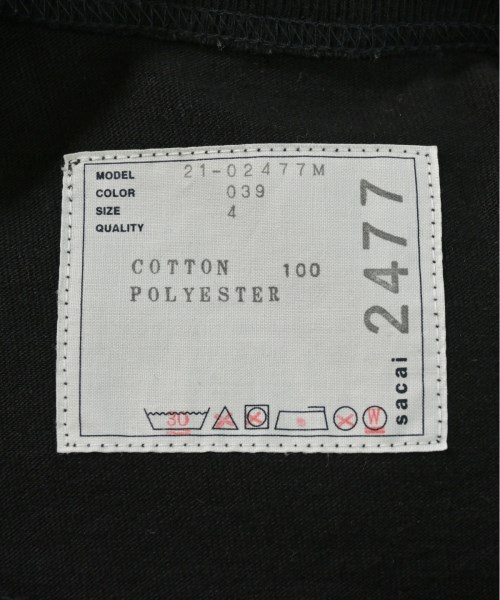 MODEL 21-02477M
COLOR 039
SIZE 4
QUALITY
COTTON 100
POLYESTER
30
W
sacai 2477